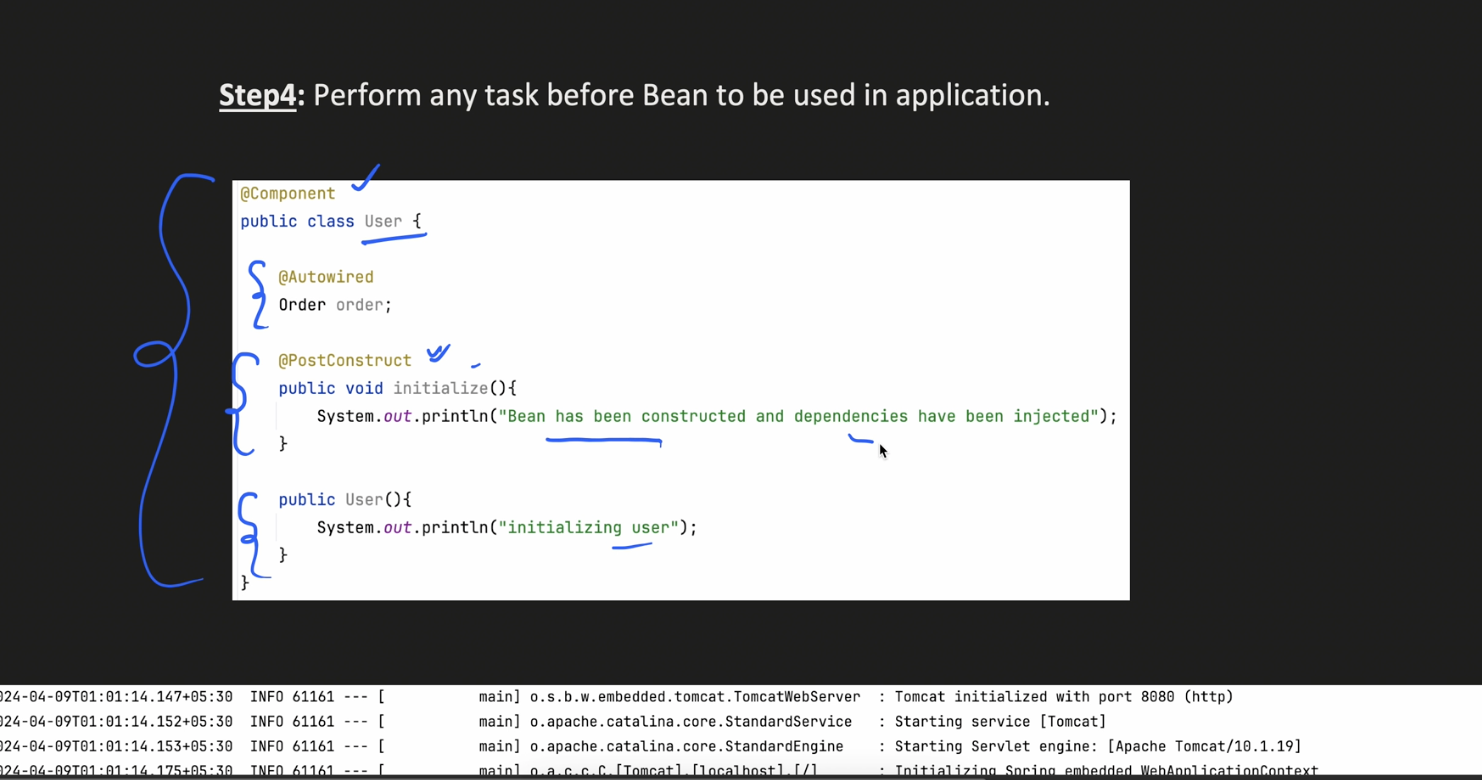 Step4: Perform any task before Bean to be used in application.
@Component
public class User {
@Autowired
Order order;
@PostConstruct
public void initialize(){
System.out.println("Bean has been constructed and dependencies have been injected");
}
public User(){
System.out.println("initializing user");
}
}
024-04-09T01:01:14.147+05:30 INFO 61161 --- [ main] o.s.b.w.embedded.tomcat.TomcatWebServer : Tomcat initialized with port 8080 (http)
024-04-09T01:01:14.152+05:30 INFO 61161 --- [ main] o.apache.catalina.core.StandardService : Starting service [Tomcat]
024-04-09T01:01:14.153+05:30 INFO 61161 --- [ main] o.apache.catalina.core.StandardEngine : Starting Servlet engine: [Apache Tomcat/10.1.19]
024-04-09T01:01:14.175+05:30 INFO 61161 --- [ main] o.a.c.c.C.[Tomcat].[localhost].[/] : Initializing Spring embedded WebApplicationContext